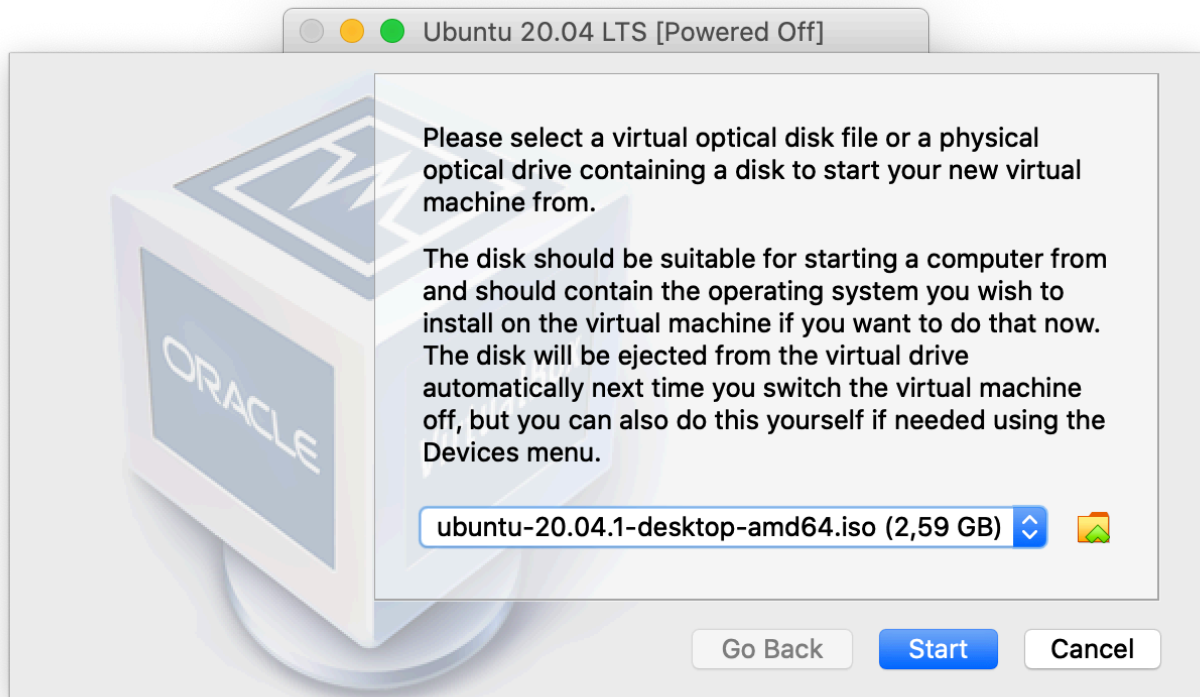 Ubuntu 20.04 LTS [Powered Off]
Please select a virtual optical disk file or a physical
optical drive containing a disk to start your new virtual
machine from.
The disk should be suitable for starting a computer from
and should contain the operating system you wish to
install on the virtual machine if you want to do that now.
The disk will be ejected from the virtual drive
automatically next time you switch the virtual machine
off, but you can also do this yourself if needed using the
Devices menu.
ORACLE
VirtualBox
ubuntu-20.04.1-desktop-amd64.iso (2,59 GB)
Go Back
Start
Cancel